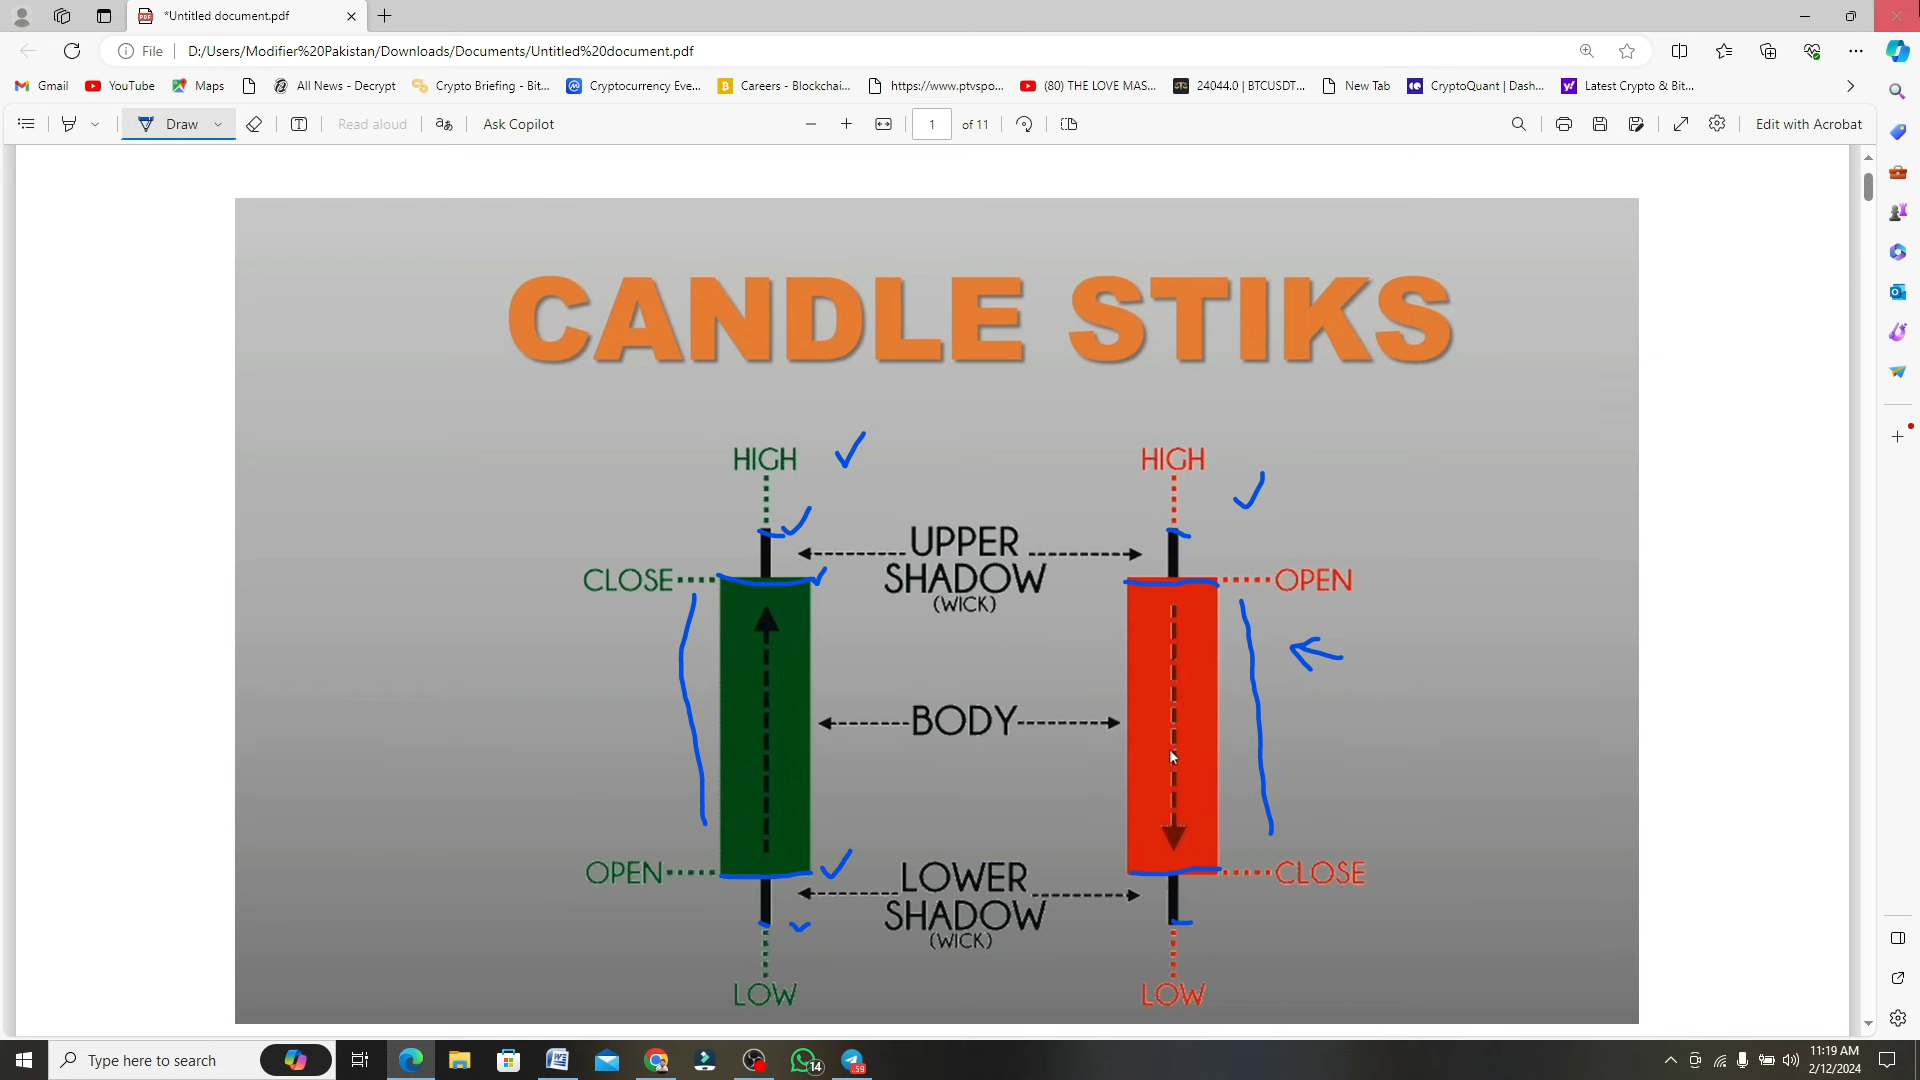 *Untitled document.pdf
File
D:/Users/Modifier%20Pakistan/Downloads/Documents/Untitled%20document.pdf
Gmail
YouTube
Maps
All News - Decrypt
Crypto Briefing - Bit...
Cryptocurrency Eve...
Careers - Blockchai...
https://www.ptvspo...
(80) THE LOVE MAS...
24044.0 | BTCUSDT...
New Tab
CryptoQuant | Dash...
Latest Crypto & Bit...
Draw
Read aloud
Ask Copilot
1 of 11
Edit with Acrobat
CANDLE STIKS
HIGH
HIGH
UPPER
SHADOW
(WICK)
CLOSE
OPEN
BODY
OPEN
LOWER
SHADOW
(WICK)
CLOSE
LOW
LOW
Type here to search
14
59
11:19 AM
2/12/2024